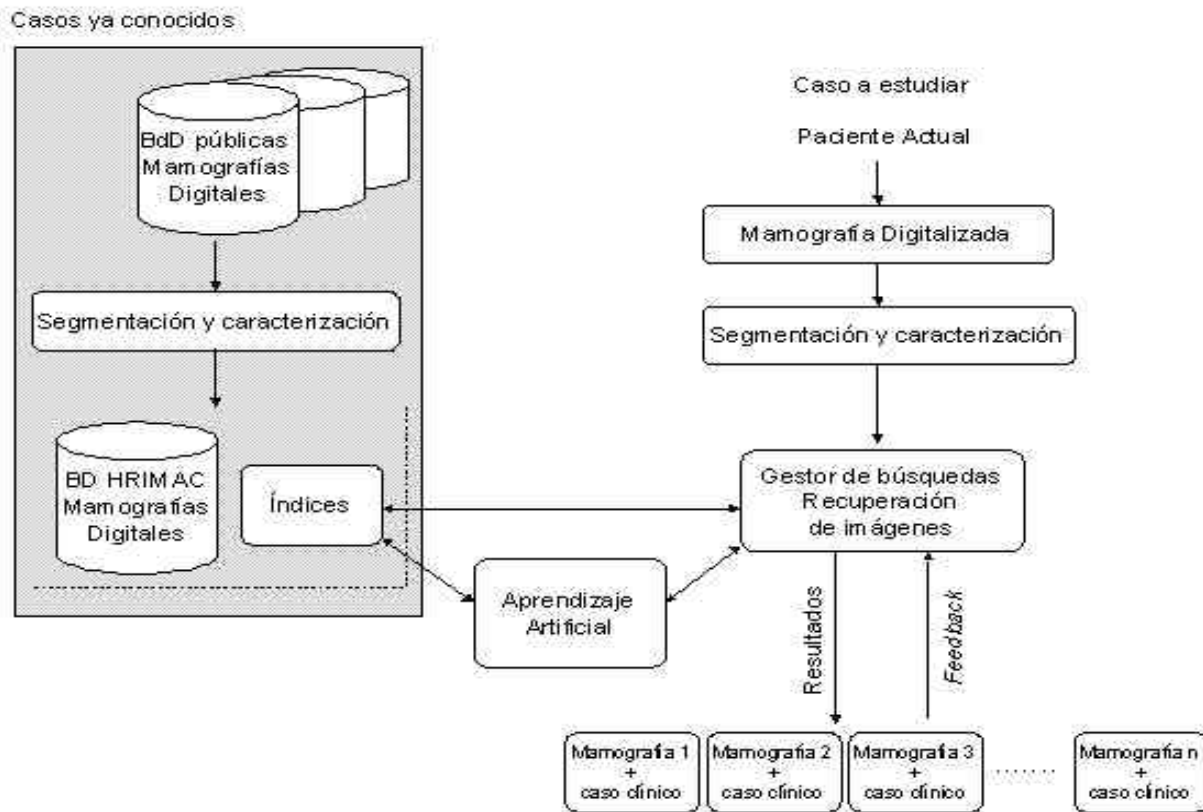 Casos ya conocidos
BdD públicas
Mamografías
Digitales
Segmentación y caracterización
BD HRIMAC
Mamografías
Digitales
Índices
Aprendizaje
Artificial
Caso a estudiar
Paciente Actual
Mamografía Digitalizada
Segmentación y caracterización
Gestor de búsquedas
Recuperación
de imágenes
Resultados
Feedback
Mamografía 1
+
caso clínico
Mamografía 2
+
caso clínico
Mamografía 3
+
caso clínico
........
Mamografía n
+
caso clínico